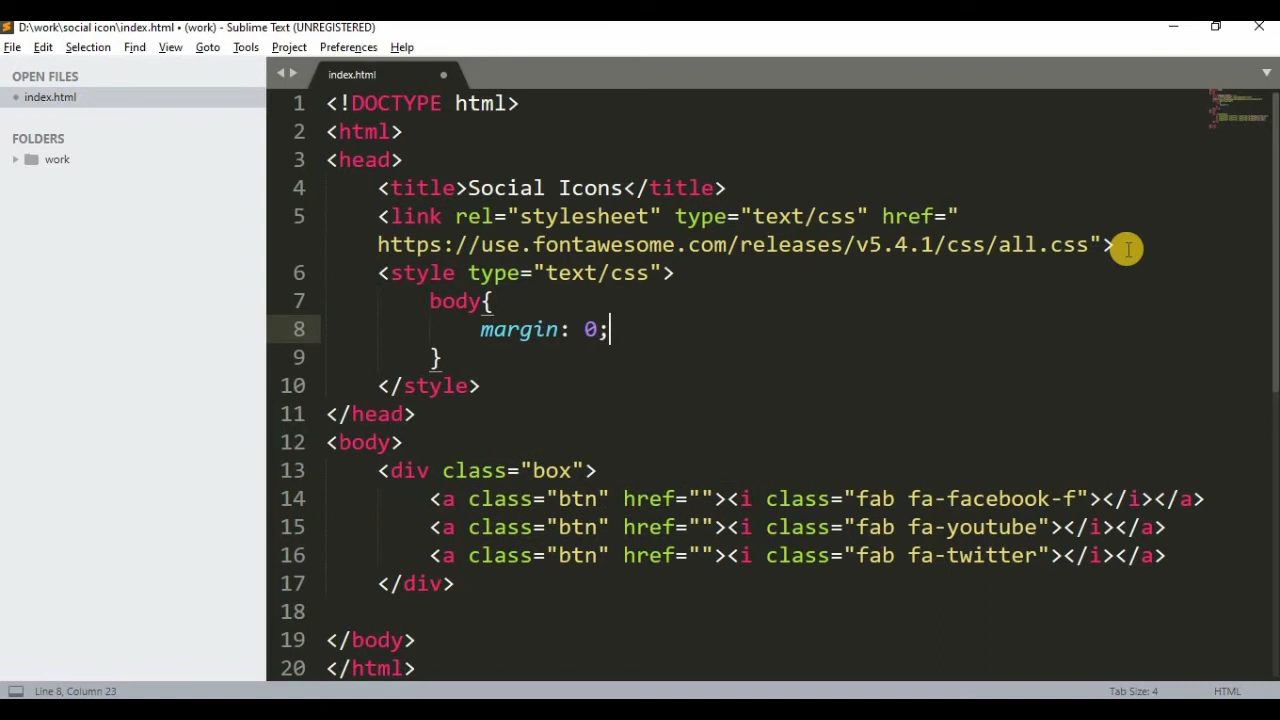 D:\work\social icon\index.html • (work) - Sublime Text (UNREGISTERED)
File Edit Selection Find View Goto Tools Project Preferences Help
OPEN FILES
index.html
FOLDERS
work
index.html
1 <!DOCTYPE html>
2 <html>
3 <head>
4 <title>Social Icons</title>
5 <link rel="stylesheet" type="text/css" href="
https://use.fontawesome.com/releases/v5.4.1/css/all.css">
6 <style type="text/css">
7 body{
8 margin: 0;
9 }
10 </style>
11 </head>
12 <body>
13 <div class="box">
14 <a class="btn" href=""><i class="fab fa-facebook-f"></i></a>
15 <a class="btn" href=""><i class="fab fa-youtube"></i></a>
16 <a class="btn" href=""><i class="fab fa-twitter"></i></a>
17 </div>
18
19 </body>
20 </html>
Line 8, Column 23
Tab Size: 4
HTML